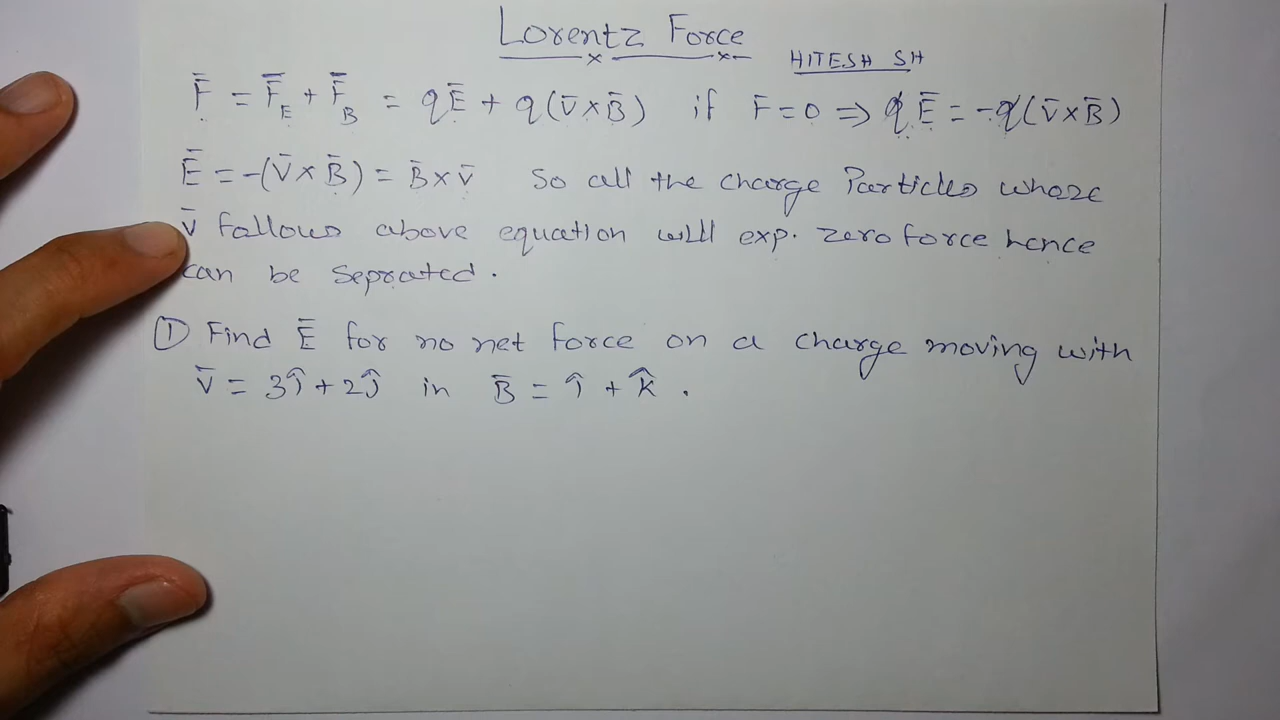 Lorentz Force
HITESH SH
F̄ = F̄_E + F̄_B = qĒ + q(V̄ × B̄) if F̄ = 0 ⇒ qĒ = -q(V̄ × B̄)
Ē = -(V̄ × B̄) = B̄ × V̄ So all the charge Particles whose
V̄ follows above equation will exp. zero force hence
can be seprated.
① Find Ē for no net force on a charge moving with
V̄ = 3î + 2ĵ in B̄ = î + k̂ .